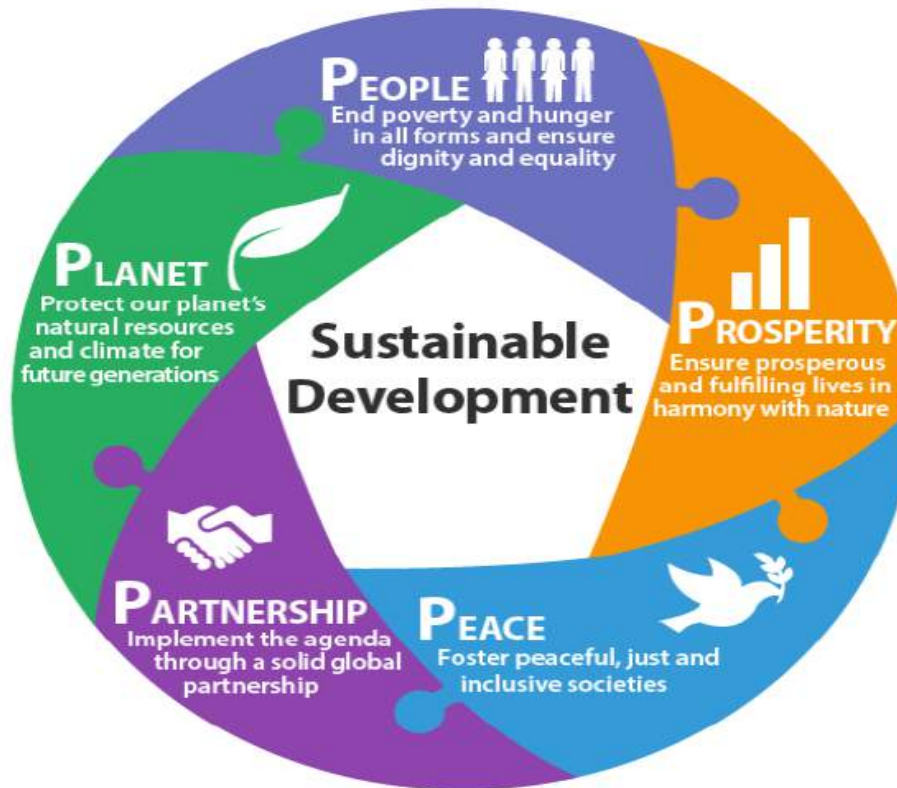 PEOPLE
End poverty and hunger
in all forms and ensure
dignity and equality
PLANET
Protect our planet's
natural resources
and climate for
future generations
Sustainable
Development
PROSPERITY
Ensure prosperous
and fulfilling lives in
harmony with nature
PARTNERSHIP
Implement the agenda
through a solid global
partnership
PEACE
Foster peaceful, just and
inclusive societies